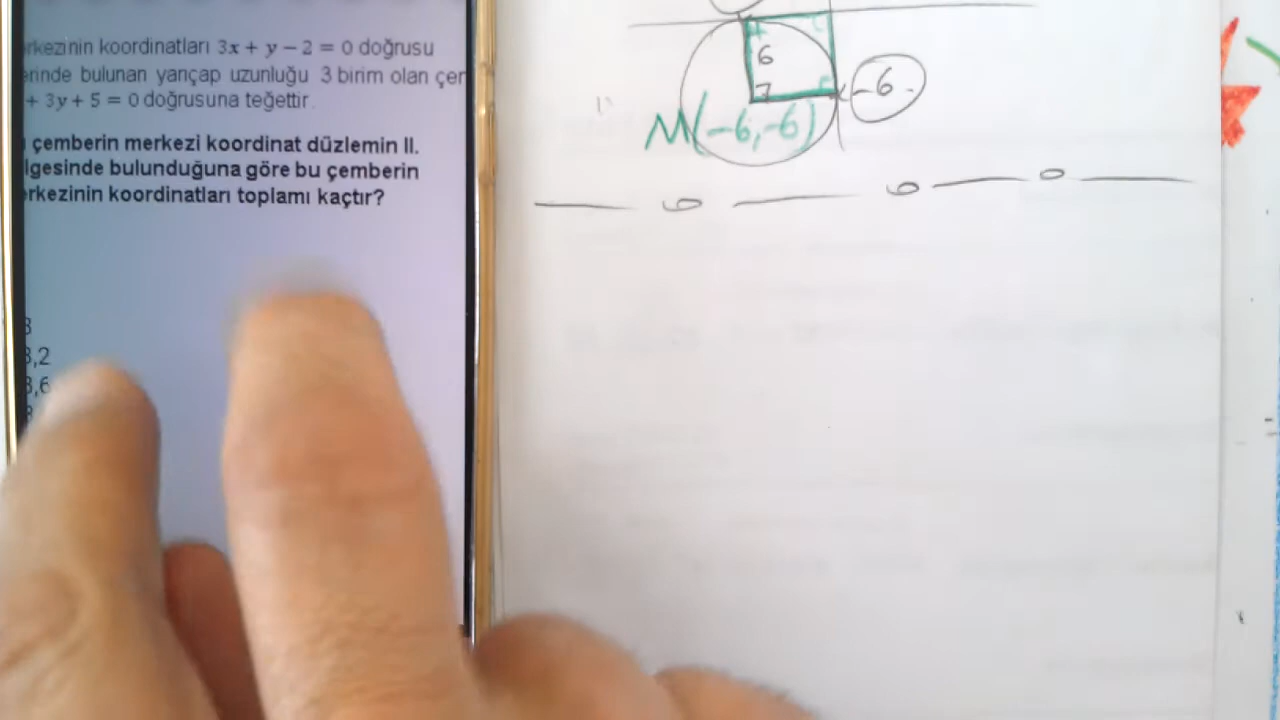 rkezinin koordinatları 3x + y − 2 = 0 doğrusu
erinde bulunan yarıçap uzunluğu 3 birim olan çer
+ 3y + 5 = 0 doğrusuna teğettir.
çemberin merkezi koordinat düzlemin II.
lgesinde bulunduğuna göre bu çemberin
rkezinin koordinatları toplamı kaçtır?
3,2
3,6
6
7
-6
M(-6,-6)